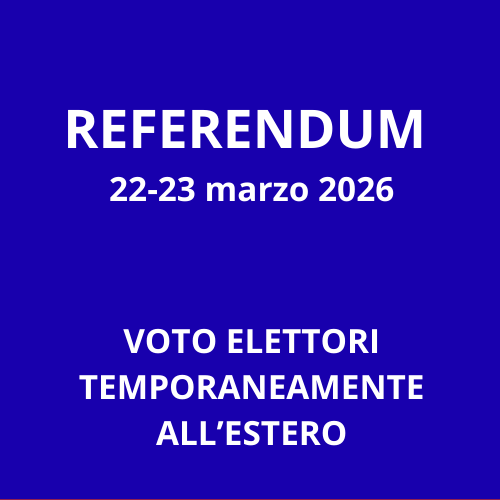 REFERENDUM
22-23 marzo 2026
VOTO ELETTORI
TEMPORANEAMENTE
ALL’ESTERO